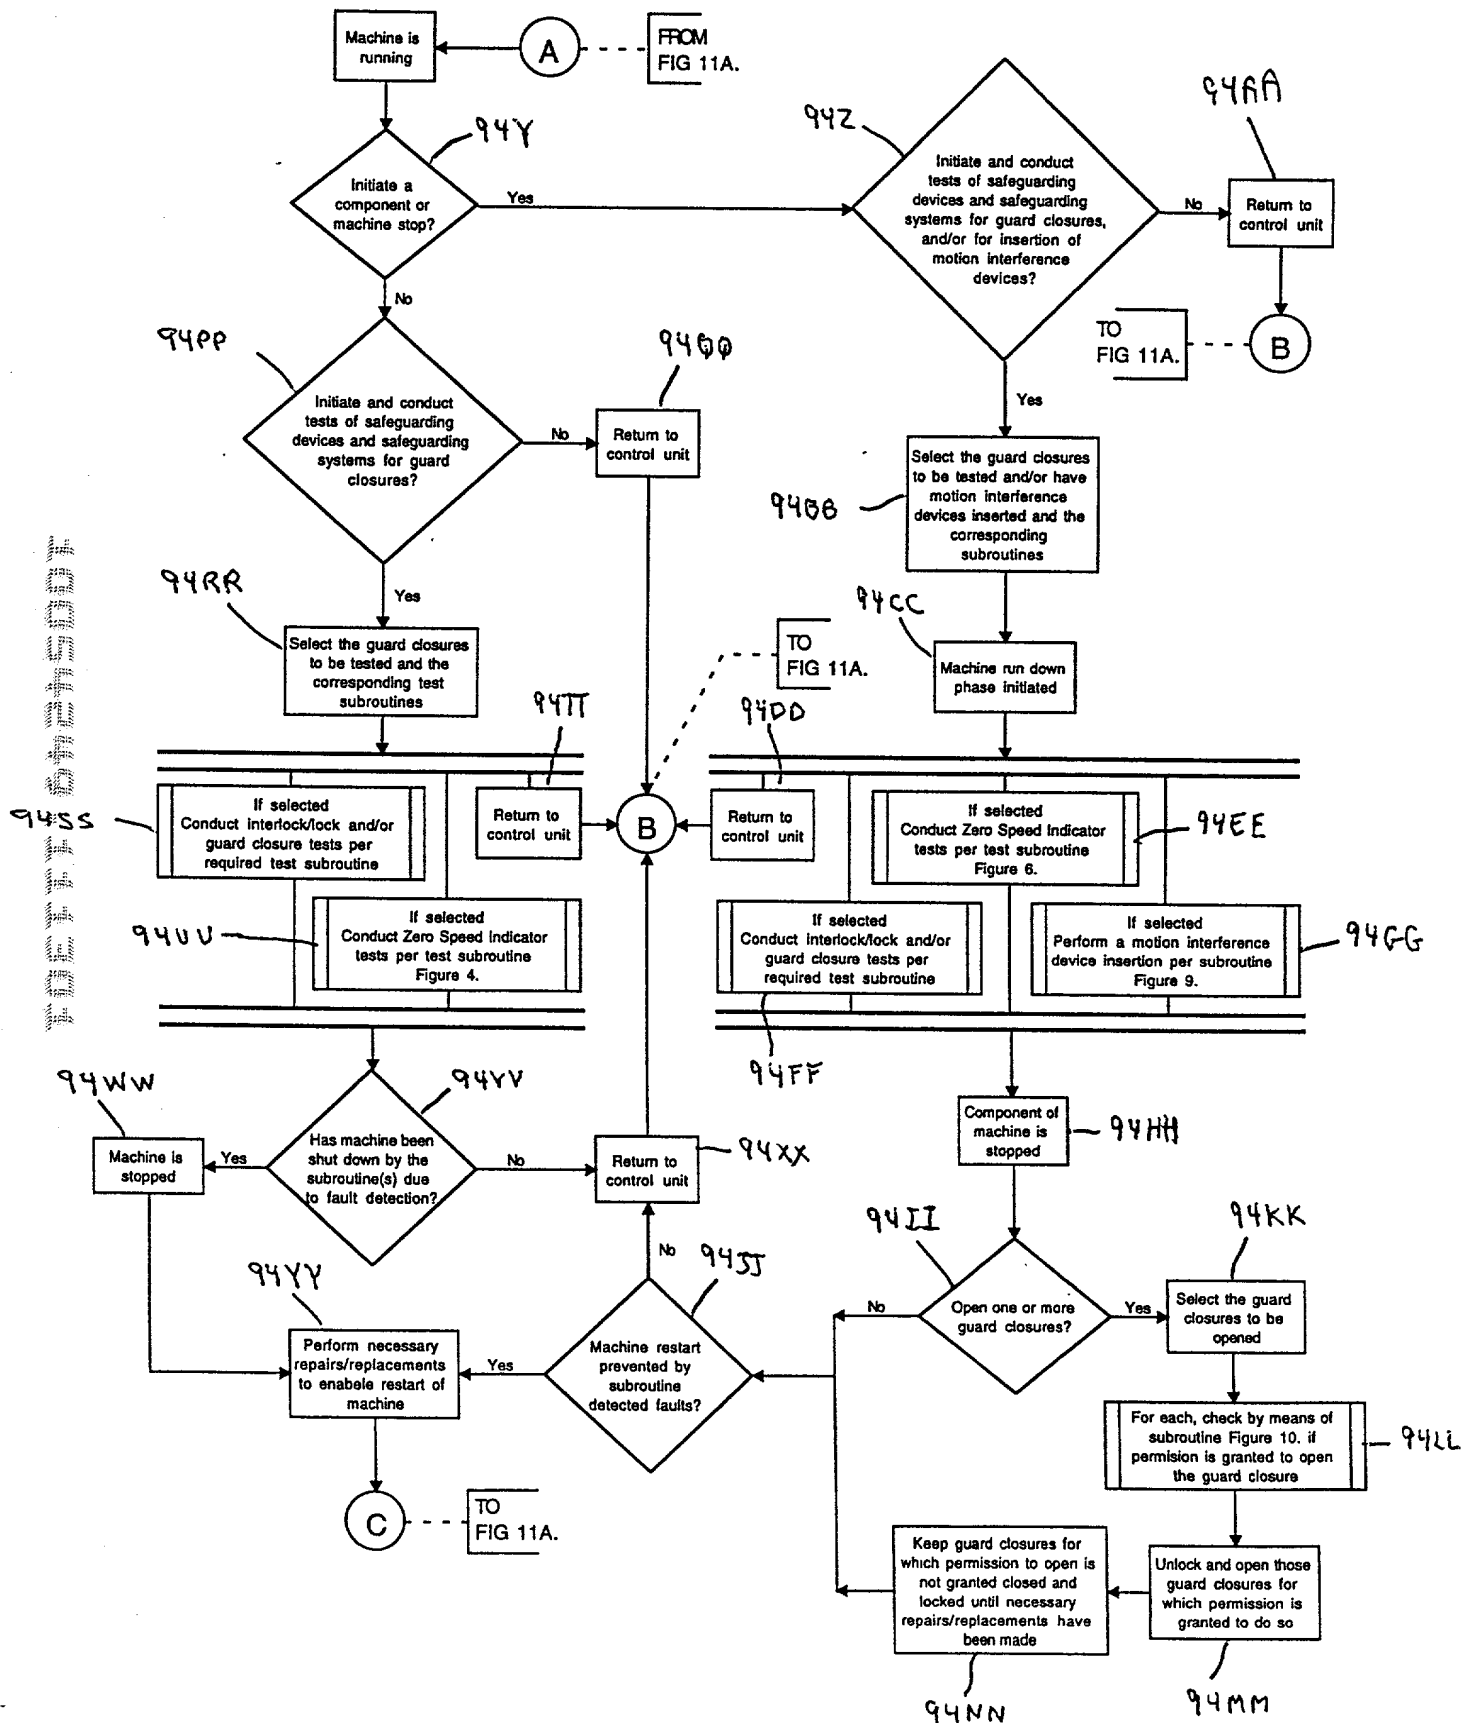 Machine is
running
A
FROM
FIG 11A.
94Y
Initiate a
component or
machine stop?
Yes
No
94Z
Initiate and conduct
tests of safeguarding
devices and safeguarding
systems for guard closures,
and/or for insertion of
motion interference
devices?
No
94AA
Return to
control unit
TO
FIG 11A.
B
Yes
94PP
Initiate and conduct
tests of safeguarding
devices and safeguarding
systems for guard
closures?
No
94QQ
Return to
control unit
Yes
94BB
Select the guard closures
to be tested and/or have
motion interference
devices inserted and the
corresponding
subroutines
94RR
Select the guard closures
to be tested and the
corresponding test
subroutines
94CC
Machine run down
phase initiated
TO
FIG 11A.
94TT
94DD
94SS
If selected
Conduct interlock/lock and/or
guard closure tests per
required test subroutine
Return to
control unit
B
Return to
control unit
If selected
Conduct Zero Speed Indicator
tests per test subroutine
Figure 6.
94EE
94UU
If selected
Conduct Zero Speed Indicator
tests per test subroutine
Figure 4.
If selected
Conduct interlock/lock and/or
guard closure tests per
required test subroutine
94FF
If selected
Perform a motion interference
device insertion per subroutine
Figure 9.
94GG
94WW
Machine is
stopped
Yes
94VV
Has machine been
shut down by the
subroutine(s) due
to fault detection?
No
Return to
control unit
94XX
Component of
machine is
stopped
94HH
94YY
Perform necessary
repairs/replacements
to enabele restart of
machine
Yes
No
94JJ
Machine restart
prevented by
subroutine
detected faults?
No
94II
Open one or more
guard closures?
Yes
94KK
Select the guard
closures to be
opened
For each, check by means of
subroutine Figure 10. if
permision is granted to open
the guard closure
94LL
C
TO
FIG 11A.
Keep guard closures for
which permission to open is
not granted closed and
locked until necessary
repairs/replacements have
been made
94NN
Unlock and open those
guard closures for
which permission is
granted to do so
94MM